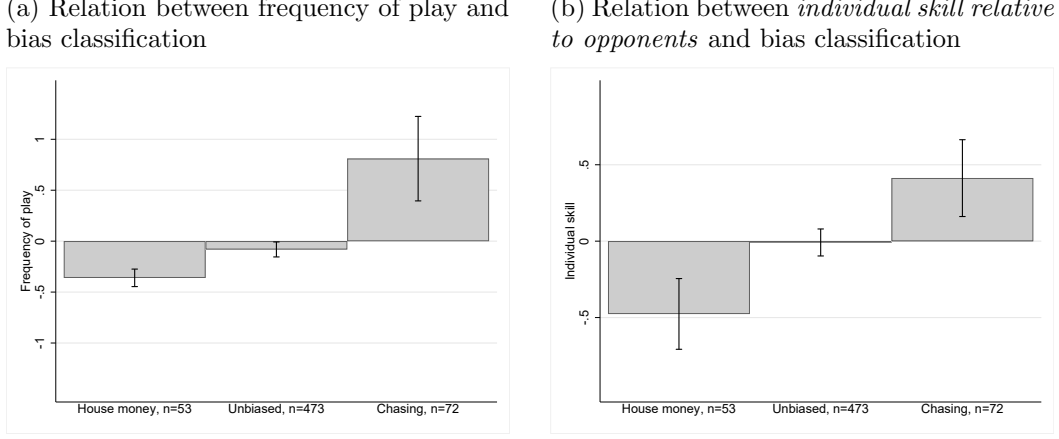 (a) Relation between frequency of play and
bias classification
Frequency of play
1
.5
0
-.5
-1
House money, n=53
Unbiased, n=473
Chasing, n=72
(b) Relation between individual skill relative
to opponents and bias classification
Individual skill
.5
0
-.5
House money, n=53
Unbiased, n=473
Chasing, n=72